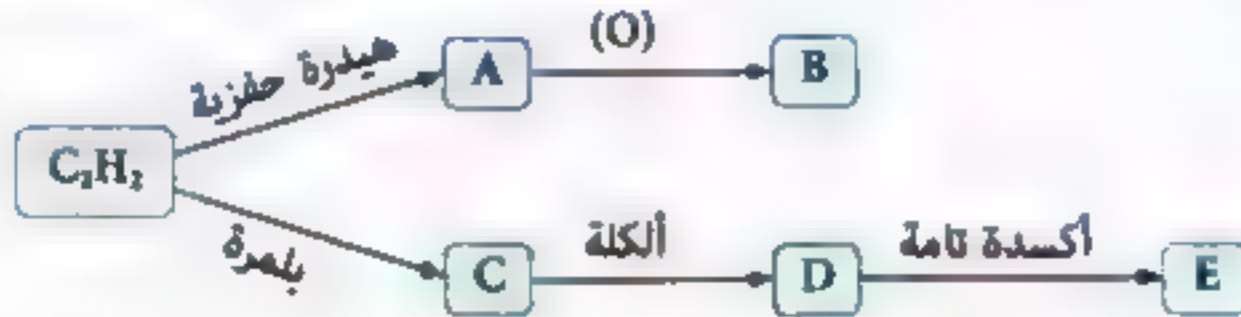 هيدرة حفزية
A
(O)
B
C₂H₂
بلمرة
C
ألكلة
D
أكسدة تامة
E